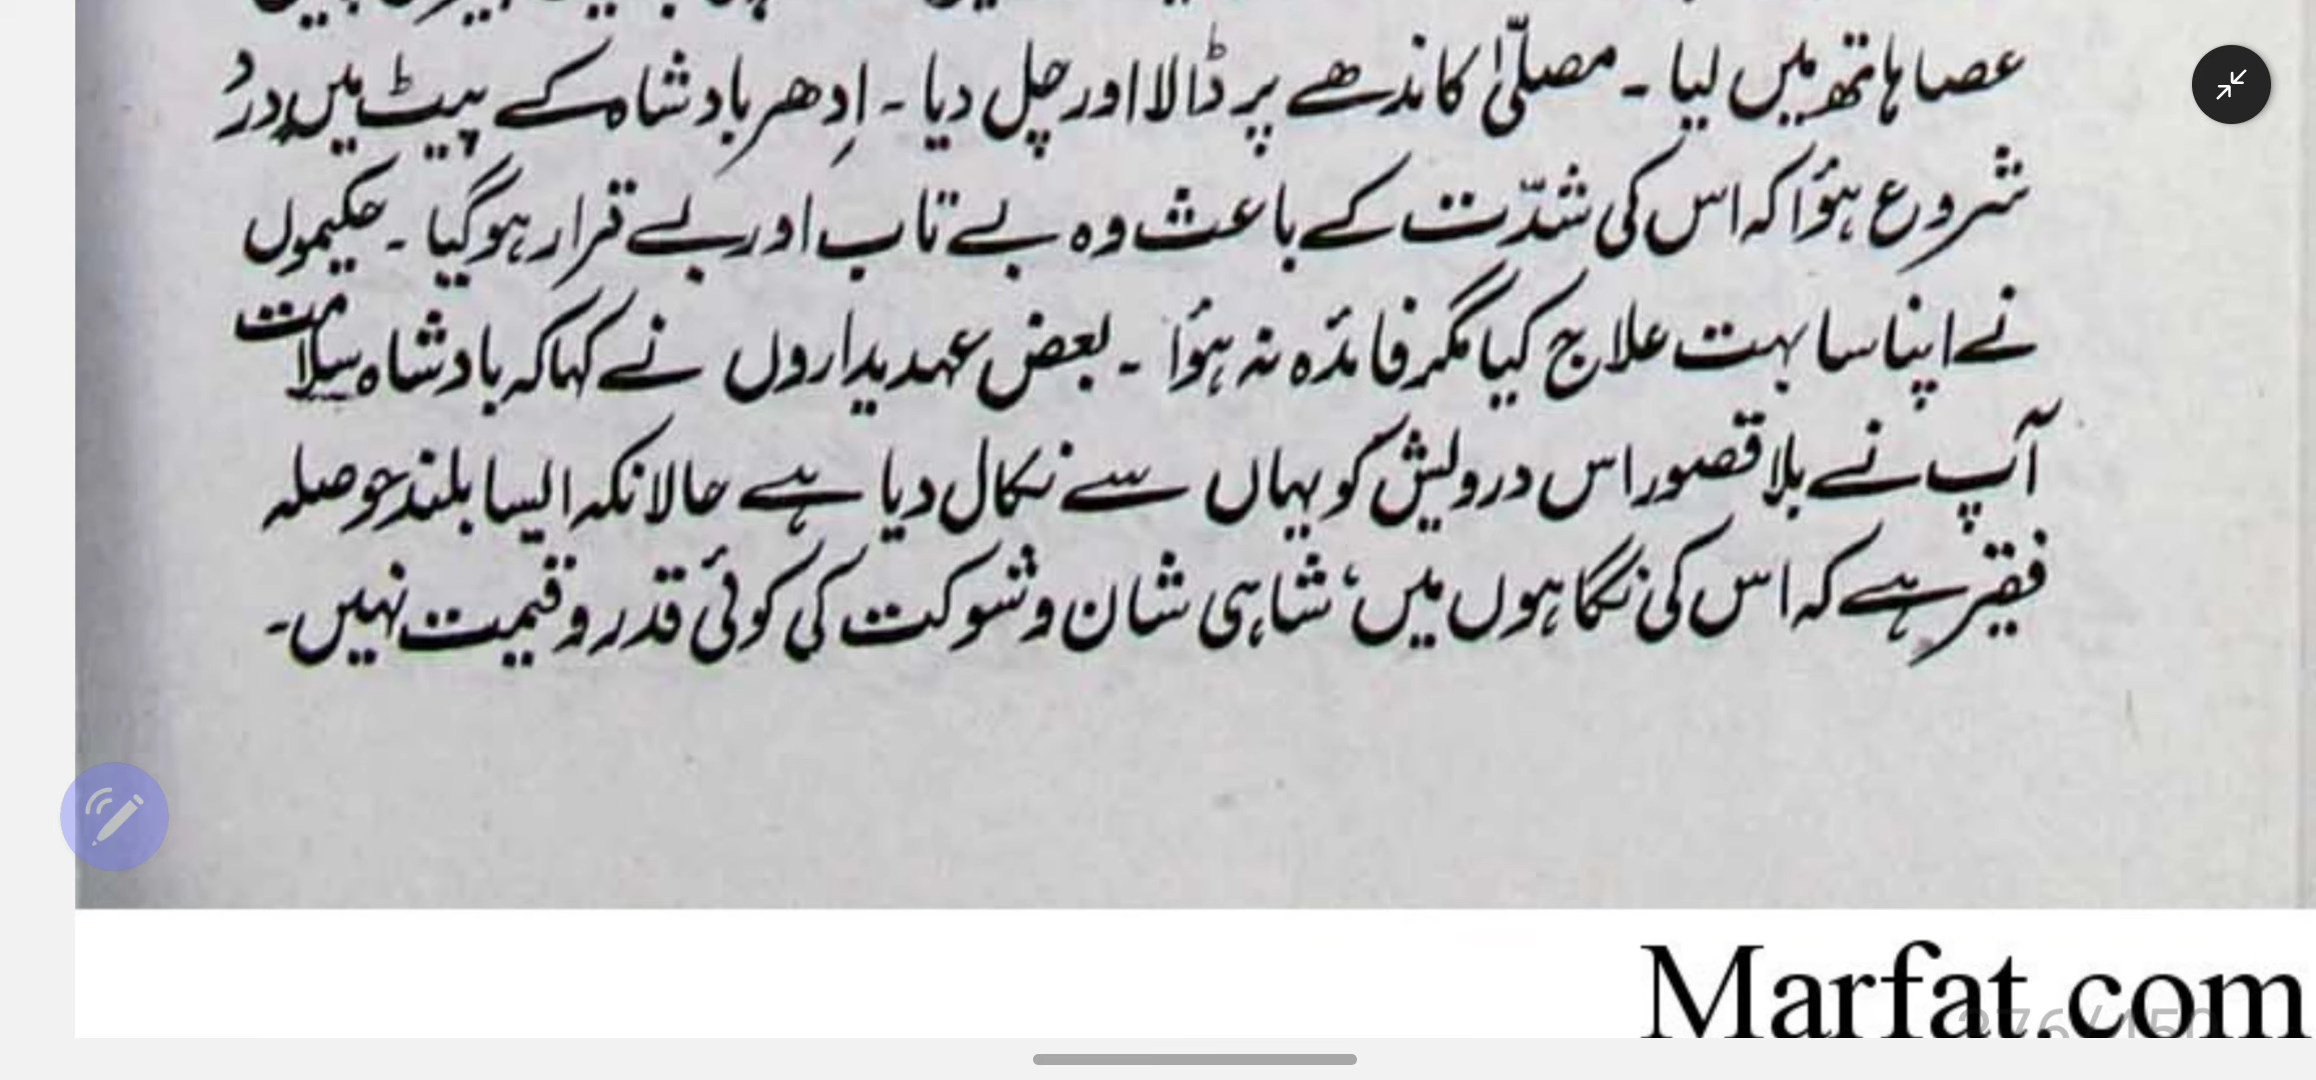 عصا ہاتھ میں لیا ۔ مصلّیٰ کاندھے پر ڈالا اور چل دیا ۔ اِدھر بادشاہ کے پیٹ میں درد
شروع ہؤا کہ اس کی شدّت کے باعث وہ بے تاب اور بے قرار ہوگیا ۔ حکیموں
نے اپنا سا بہت علاج کیا مگر فائدہ نہ ہؤا ۔ بعض عہدیداروں نے کہا کہ بادشاہ سلامت
آپ نے بلا قصور اس درویش کو یہاں سے نکال دیا ہے حالانکہ ایسا بلند حوصلہ
فقیر ہے کہ اس کی نگاہوں میں، شاہی شان و شوکت کی کوئی قدر و قیمت نہیں۔
Marfat.com